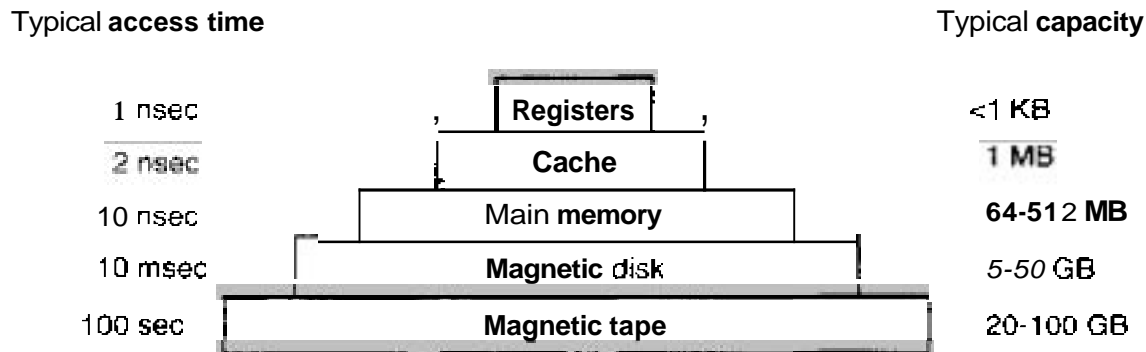 Typical access time Typical capacity
1 nsec Registers <1 KB
2 nsec Cache 1 MB
10 nsec Main memory 64-512 MB
10 msec Magnetic disk 5-50 GB
100 sec Magnetic tape 20-100 GB